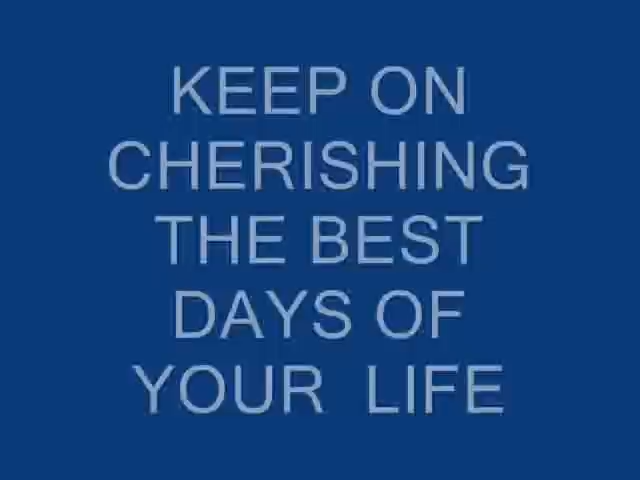 KEEP ON
CHERISHING
THE BEST
DAYS OF
YOUR LIFE